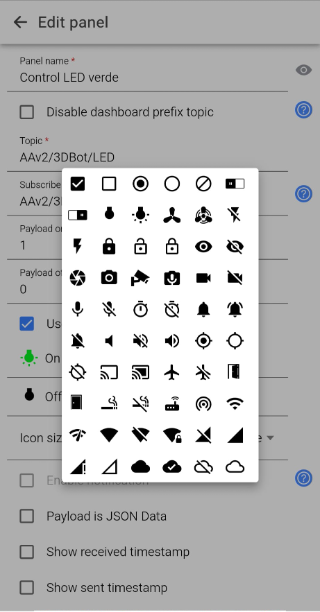 Edit panel
Panel name *
Control LED verde
Disable dashboard prefix topic
Topic *
AAv2/3DBot/LED
Subscribe
AAv2/3
Payload o
1
Payload of
0
Us
On
Off
Icon siz
Enable notification
Payload is JSON Data
Show received timestamp
Show sent timestamp